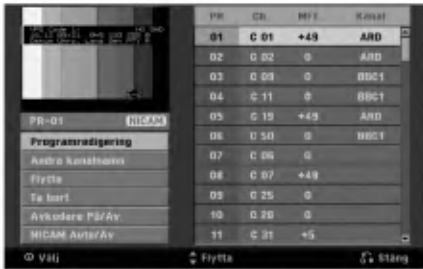 PR. Ch. MFT. Kanal
01 C 01 +49 ARD
02 C 02 0 ARD
03 C 09 0 BBC1
04 C 11 0 BBC1
05 C 19 +49 ARD
06 C 50 0 BBC1
07 C 06 0
08 C 07 +49
09 C 25 0
10 C 28 0
11 C 31 +5
PR-01 NICAM
Programredigering
Ändra kanalnamn
Flytta
Ta bort
Avkodare På/Av
NICAM Auto/Av
Välj
Flytta
Stäng